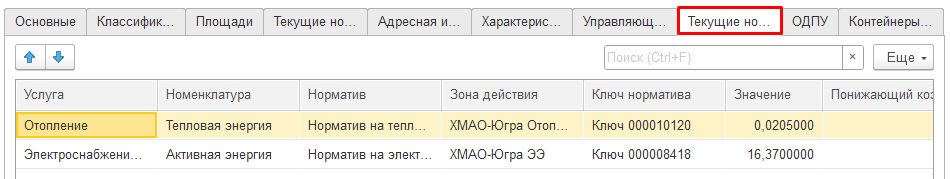 Основные Классифик... Площади Текущие но... Адресная и... Характерис... Управляющ... Текущие но... ОДПУ Контейнеры...
Поиск (Ctrl+F) × Еще
Услуга Номенклатура Норматив Зона действия Ключ норматива Значение Понижающий коэ
Отопление Тепловая энергия Норматив на тепл... ХМАО-Югра Отоп... Ключ 000010120 0,0205000
Электроснабжени... Активная энергия Норматив на элект... ХМАО-Югра ЭЭ Ключ 000008418 16,3700000